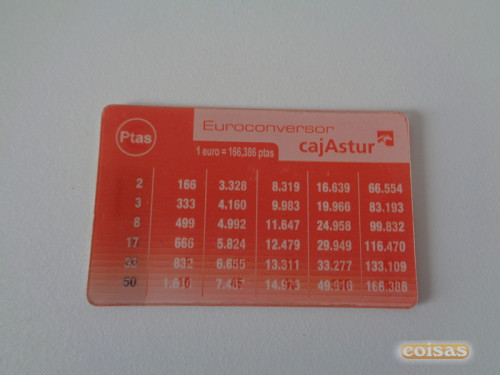 Ptas
Euroconversor
1 euro = 166,386 ptas
cajAstur
2 166 3.328 8.319 16.639 66.554
3 333 4.160 9.983 19.966 83.193
8 499 4.992 11.647 24.958 99.832
17 666 5.824 12.479 29.949 116.470
33 832 6.655 13.311 33.277 133.109
50 166.386
coisas